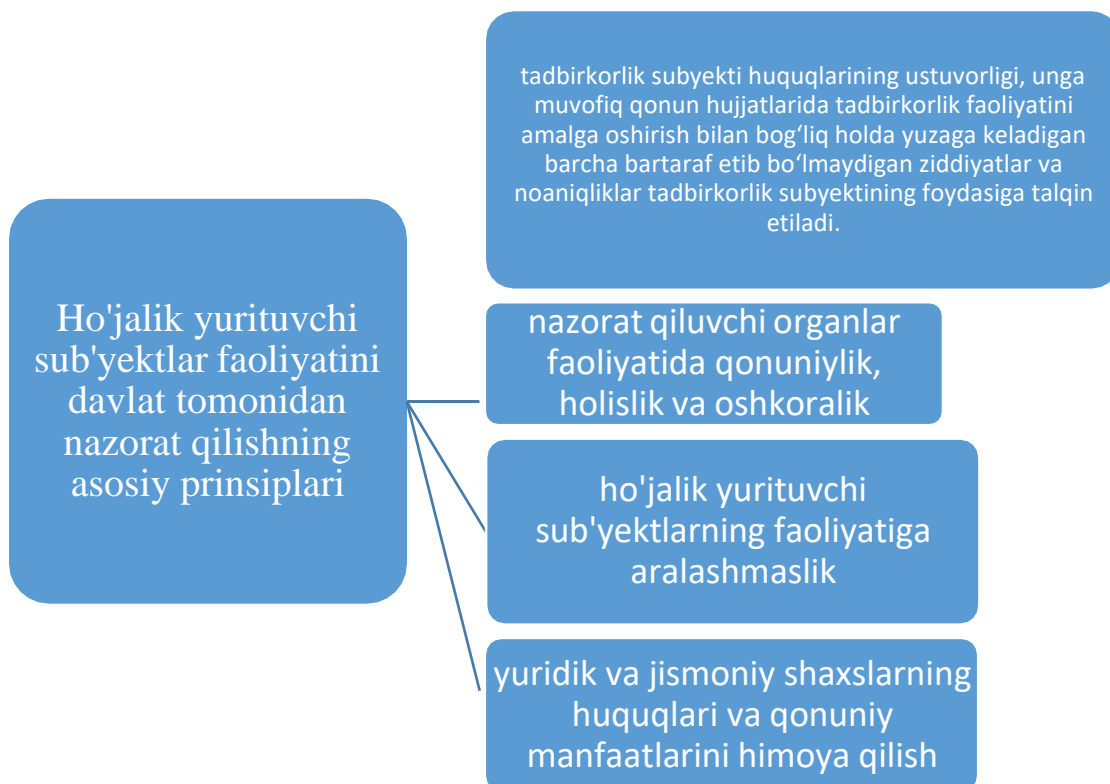 Ho'jalik yurituvchi
sub'yektlar faoliyatini
davlat tomonidan
nazorat qilishning
asosiy prinsiplari
tadbirkorlik subyekti huquqlarining ustuvorligi, unga
muvofiq qonun hujjatlarida tadbirkorlik faoliyatini
amalga oshirish bilan bog‘liq holda yuzaga keladigan
barcha bartaraf etib bo‘lmaydigan ziddiyatlar va
noaniqliklar tadbirkorlik subyektining foydasiga talqin
etiladi.
nazorat qiluvchi organlar
faoliyatida qonuniylik,
holislik va oshkoralik
ho'jalik yurituvchi
sub'yektlarning faoliyatiga
aralashmaslik
yuridik va jismoniy shaxslarning
huquqlari va qonuniy
manfaatlarini himoya qilish